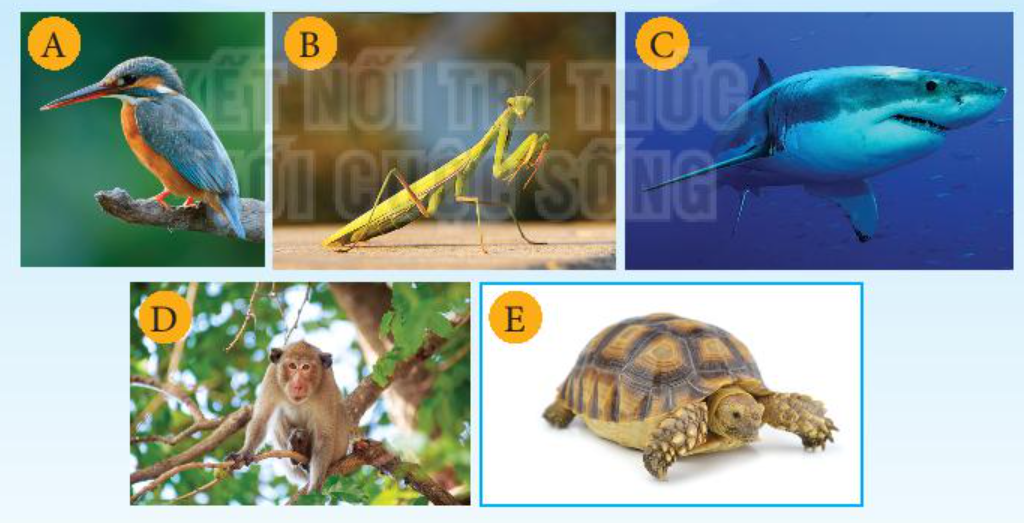 A
B
C
KẾT NỐI TRI THỨC
VỚI CUỘC SỐNG
D
E